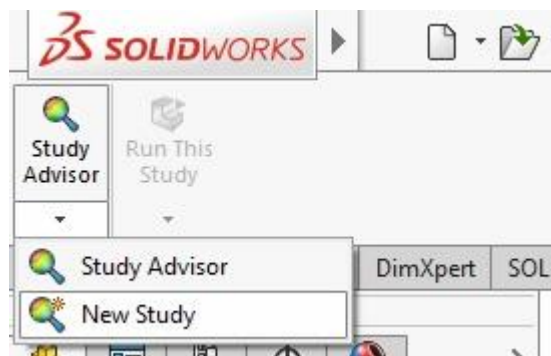 SOLIDWORKS
Study
Advisor
Run This
Study
Study Advisor
DimXpert
SOL
New Study